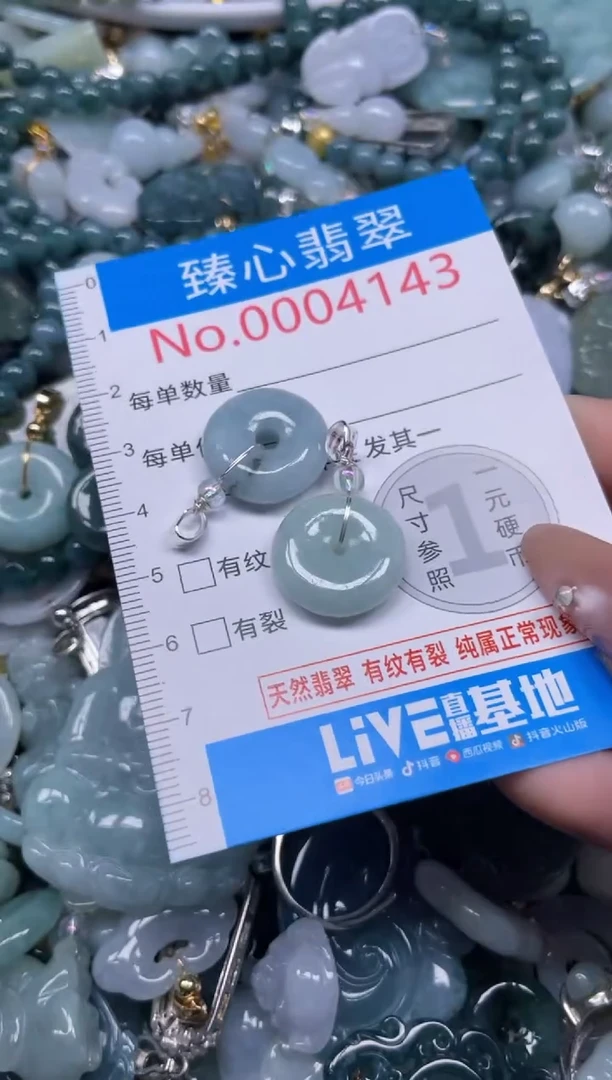 臻心翡翠
No.0004143
每单数量
每单
发其一
尺寸参照
1
一元硬币
有纹
有裂
天然翡翠 有纹有裂 纯属正常现象
LiVE直播基地
今日头条 抖音 西瓜视频 抖音火山版
0
1
2
3
4
5
6
7
8